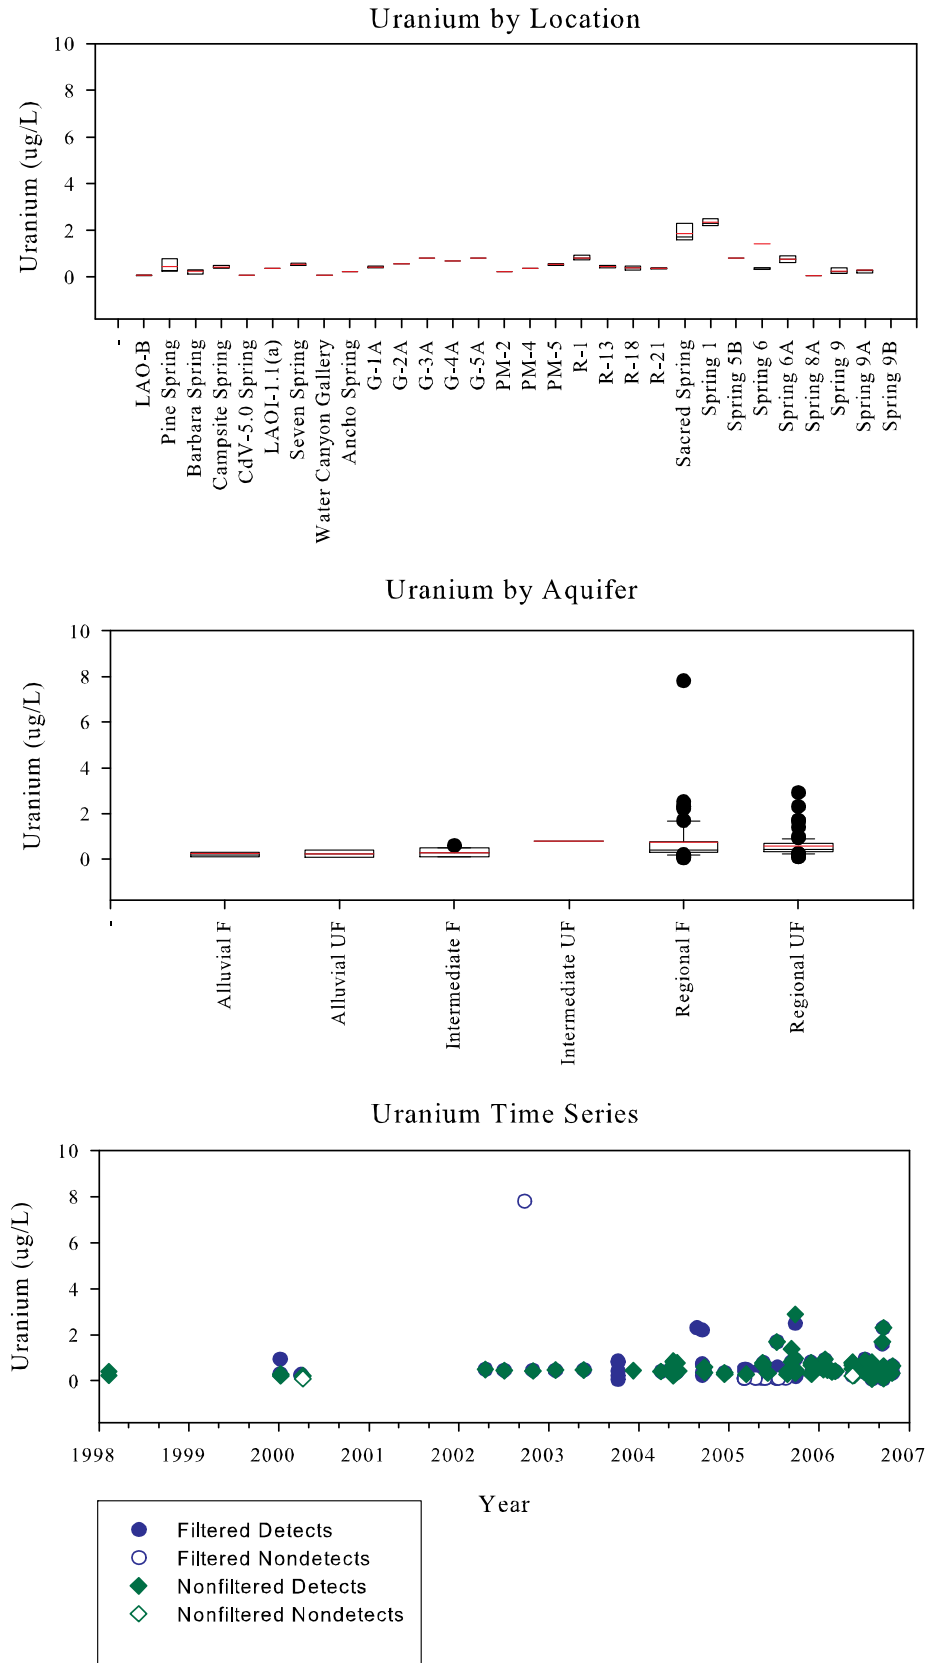 Uranium by Location
10
8
6
4
2
0
Uranium (ug/L)
-
LAO-B
Pine Spring
Barbara Spring
Campsite Spring
CdV-5.0 Spring
LAOI-1.1(a)
Seven Spring
Water Canyon Gallery
Ancho Spring
G-1A
G-2A
G-3A
G-4A
G-5A
PM-2
PM-4
PM-5
R-1
R-13
R-18
R-21
Sacred Spring
Spring 1
Spring 5B
Spring 6
Spring 6A
Spring 8A
Spring 9
Spring 9A
Spring 9B
Uranium by Aquifer
10
8
6
4
2
0
Uranium (ug/L)
-
Alluvial F
Alluvial UF
Intermediate F
Intermediate UF
Regional F
Regional UF
Uranium Time Series
10
8
6
4
2
0
Uranium (ug/L)
1998 1999 2000 2001 2002 2003 2004 2005 2006 2007
Year
Filtered Detects
Filtered Nondetects
Nonfiltered Detects
Nonfiltered Nondetects